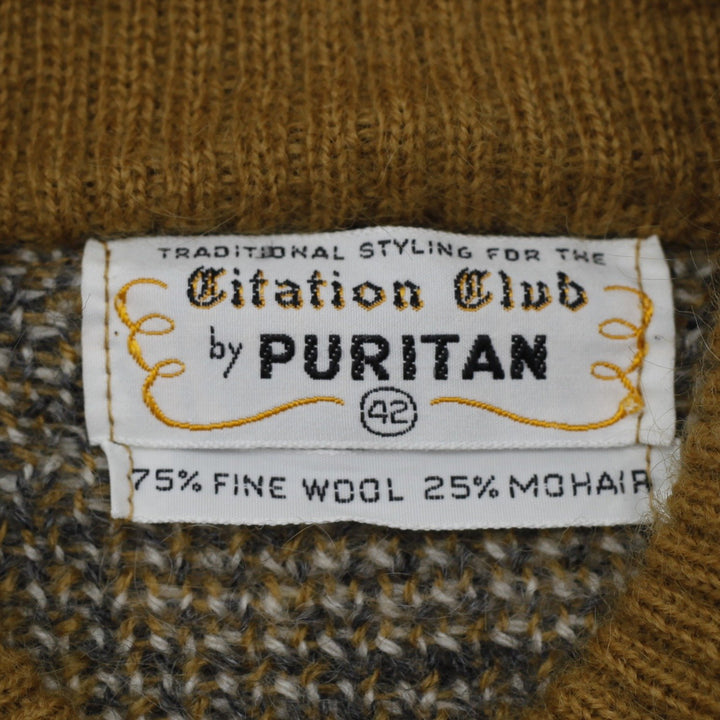 TRADITIONAL STYLING FOR THE
Citation Club
by PURITAN
42
75% FINE WOOL 25% MOHAIR